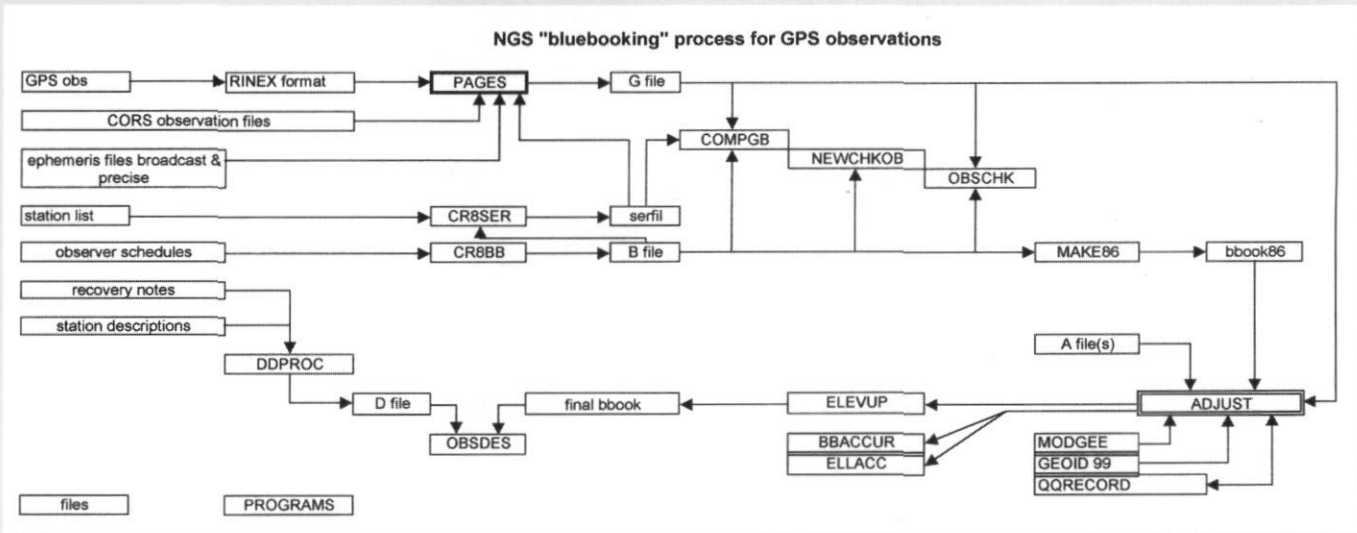 NGS "bluebooking" process for GPS observations
GPS obs
RINEX format
PAGES
G file
CORS observation files
COMPGB
ephemeris files broadcast &
precise
NEWCHKOB
OBSCHK
station list
CR8SER
serfil
observer schedules
CR8BB
B file
MAKE86
bbook86
recovery notes
station descriptions
A file(s)
DDPROC
D file
final bbook
ELEVUP
ADJUST
OBSDES
BBACCUR
MODGEE
ELLACC
GEOID 99
QQRECORD
files
PROGRAMS